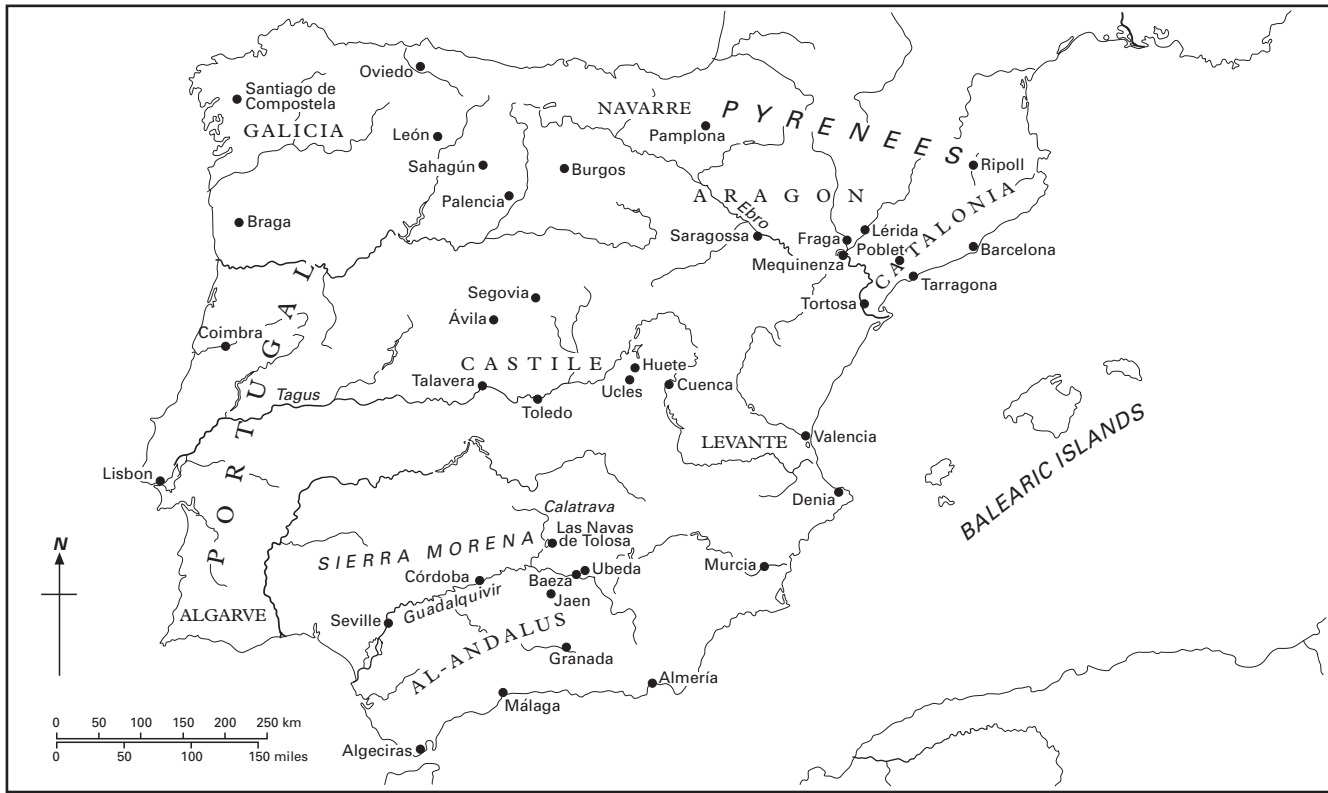 Oviedo
Santiago de
Compostela
GALICIA
León
NAVARRE
Pamplona
PYRENEES
Sahagún
Burgos
Ripoll
Palencia
ARAGON
Braga
Ebro
Saragossa
Fraga
Lérida
Poblet
CATALONIA
Barcelona
Mequinenza
Tarragona
Tortosa
Segovia
Ávila
Coimbra
PORTUGAL
CASTILE
Huete
Talavera
Ucles
Cuenca
Tagus
Toledo
LEVANTE
Valencia
BALEARIC ISLANDS
Lisbon
Denia
Calatrava
Las Navas
de Tolosa
SIERRA MORENA
N
Córdoba
Baeza
Ubeda
Murcia
Jaen
Guadalquivir
ALGARVE
Seville
AL-ANDALUS
Granada
Almería
Málaga
Algeciras
0 50 100 150 200 250 km
0 50 100 150 miles